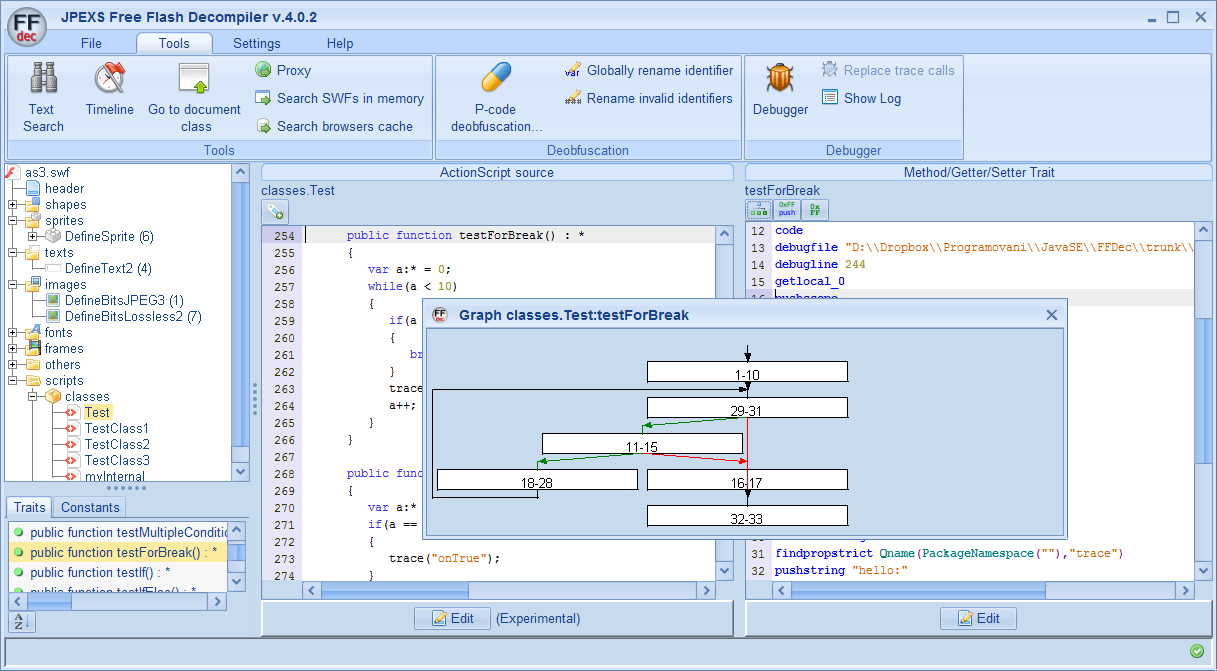 FF
dec
JPEXS Free Flash Decompiler v.4.0.2
File Tools Settings Help
Text Search
Timeline
Go to document class
Proxy
Search SWFs in memory
Search browsers cache
Tools
P-code deobfuscation...
Globally rename identifier
Rename invalid identifiers
Deobfuscation
Debugger
Replace trace calls
Show Log
Debugger
as3.swf
header
shapes
sprites
DefineSprite (6)
texts
DefineText2 (4)
images
DefineBitsJPEG3 (1)
DefineBitsLossless2 (7)
fonts
frames
others
scripts
classes
Test
TestClass1
TestClass2
TestClass3
myInternal
Traits Constants
public function testMultipleConditic
public function testForBreak() : *
public function testIf() : *
public function testIfElse() : *
ActionScript source
classes.Test
254 public function testForBreak() : *
255 {
256 var a:* = 0;
257 while(a < 10)
258 {
259 if(a
260 {
261 br
262 }
263 trace
264 a++;
265 }
266 }
267
268 public func
269 {
270 var a:*
271 if(a ==
272 {
273 trace("onTrue");
274 }
Edit (Experimental)
Method/Getter/Setter Trait
testForBreak
0xFF push
0x FF
12 code
13 debugfile "D:\\Dropbox\\Programovani\\JavaSE\\FFDec\\trunk\\
14 debugline 244
15 getlocal_0
16 pushscope
31 findpropstrict Qname(PackageNamespace(""),"trace")
32 pushstring "hello:"
Edit
Graph classes.Test:testForBreak
1-10
29-31
11-15
18-28
16-17
32-33